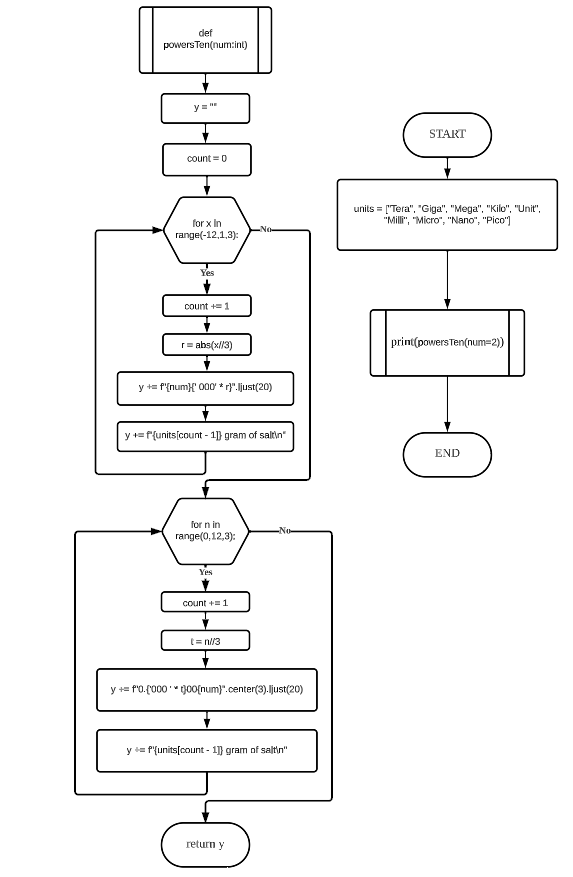 def
powersTen(num:int)
y = ""
count = 0
for x in
range(-12,1,3):
No
Yes
count += 1
r = abs(x//3)
y += f"{num}{' 000' * r}".ljust(20)
y += f"{units[count - 1]} gram of salt\n"
for n in
range(0,12,3):
No
Yes
count += 1
t = n//3
y += f"0.{'000 ' * t}00{num}".center(3).ljust(20)
y += f"{units[count - 1]} gram of salt\n"
return y
START
units = ["Tera", "Giga", "Mega", "Kilo", "Unit",
"Milli", "Micro", "Nano", "Pico"]
print(powersTen(num=2))
END